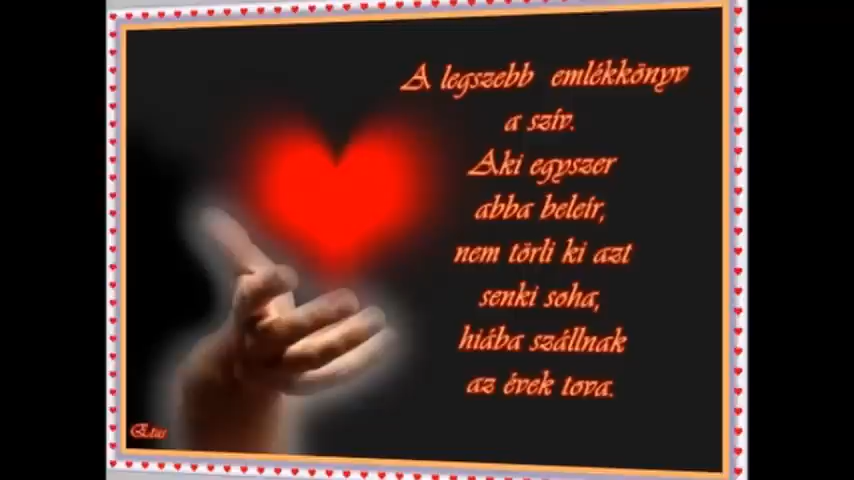 A legszebb emlékkönyv
a szív.
Aki egyszer
abba beleír,
nem törli ki azt
senki soha,
hiába szállnak
az évek tova.